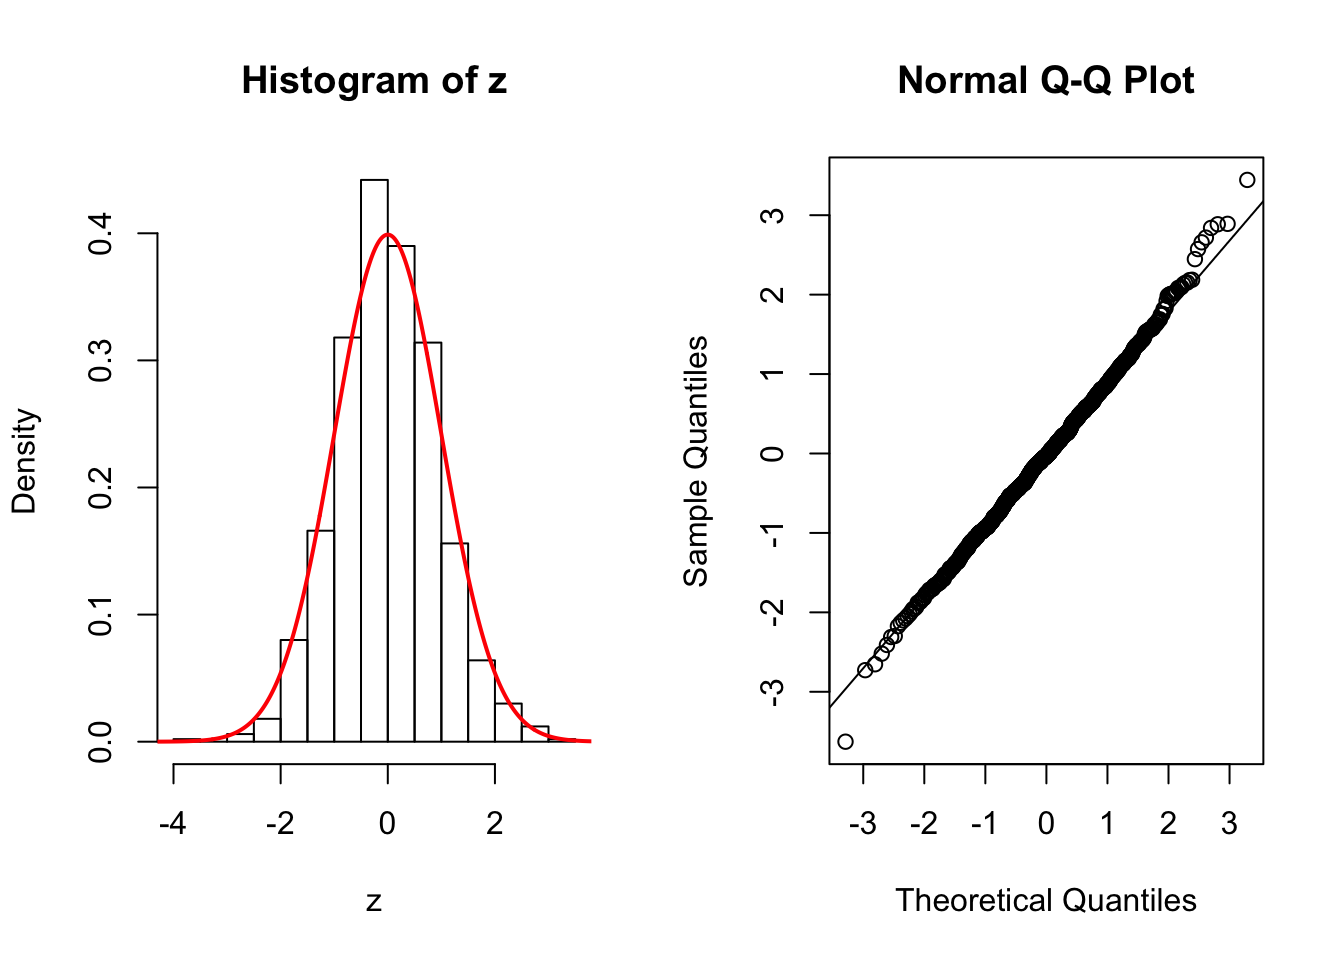 Histogram of z
Density
0.0 0.1 0.2 0.3 0.4
-4 -2 0 2
z
Normal Q-Q Plot
Sample Quantiles
-3 -2 -1 0 1 2 3
-3 -2 -1 0 1 2 3
Theoretical Quantiles